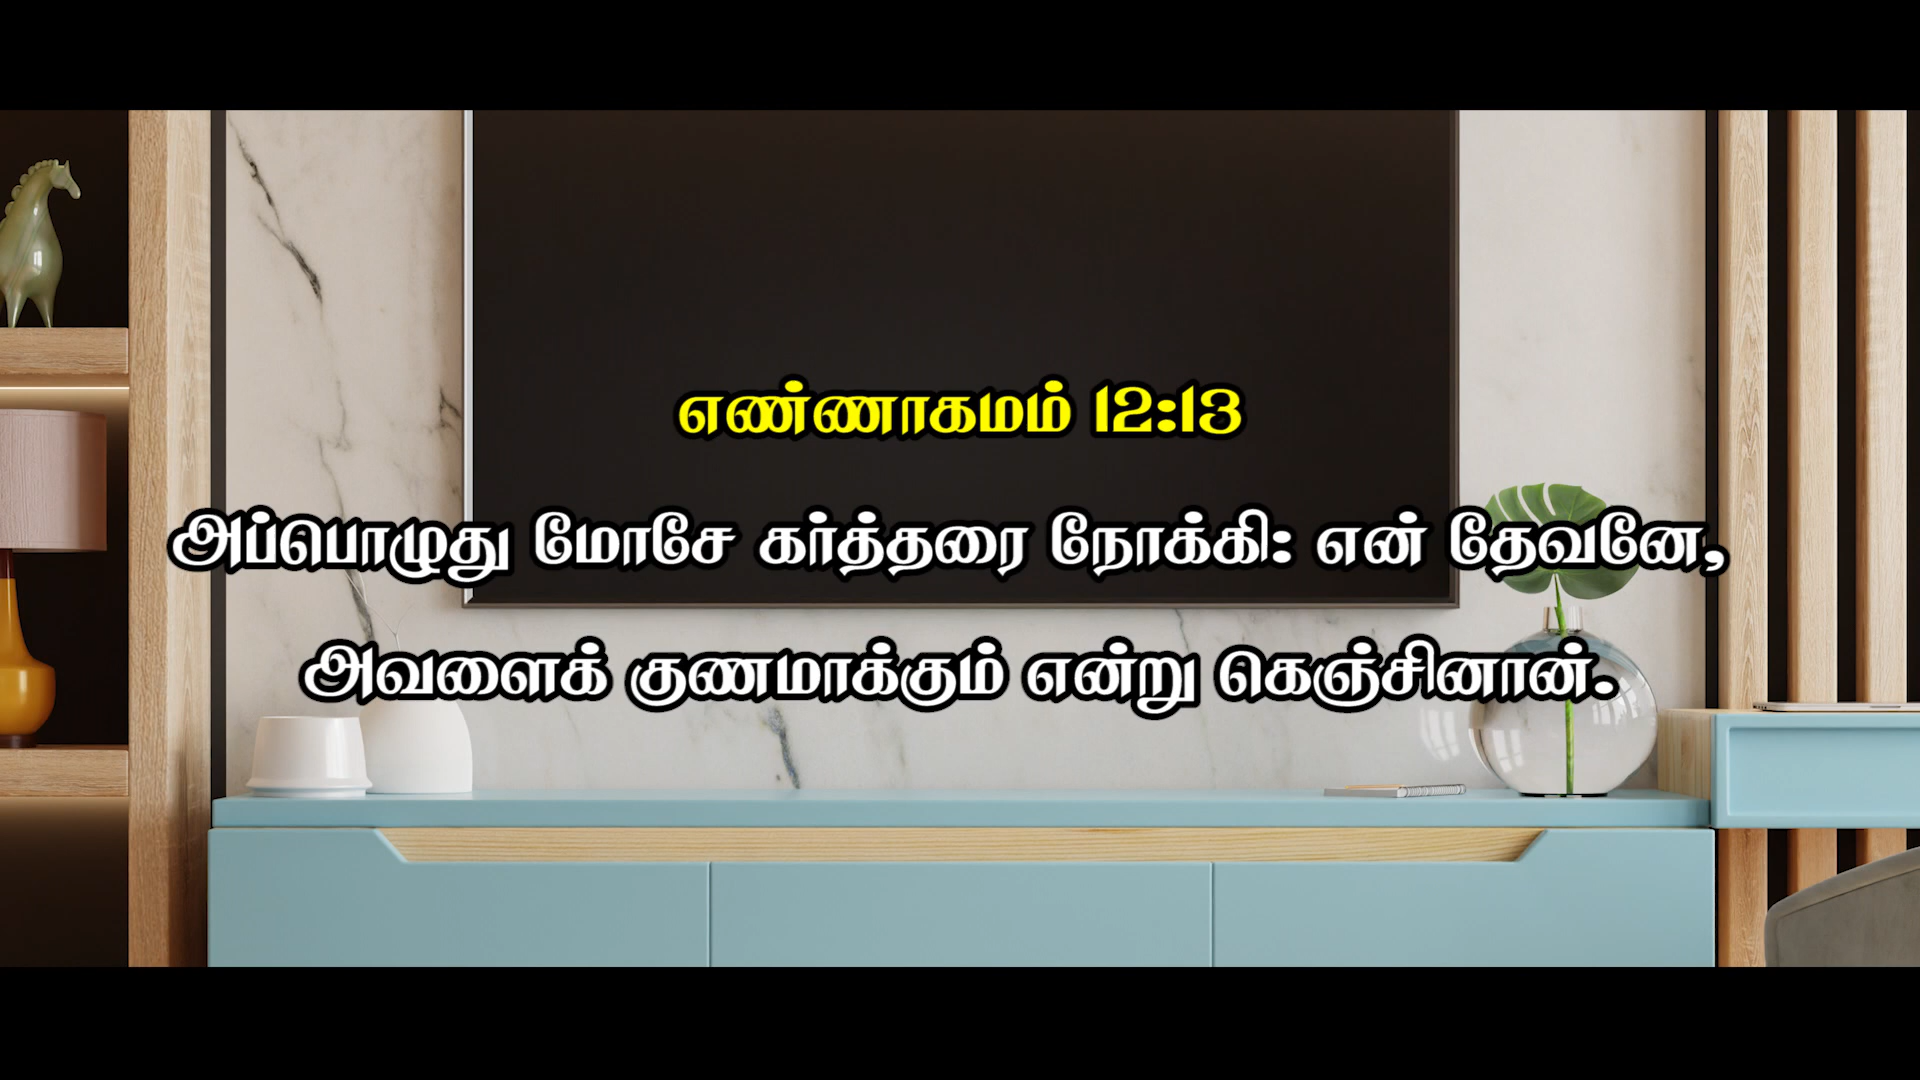 எண்ணாகமம் 12:13
அப்பொழுது மோசே கர்த்தரை நோக்கி: என் தேவனே,
அவளைக் குணமாக்கும் என்று கெஞ்சினான்.